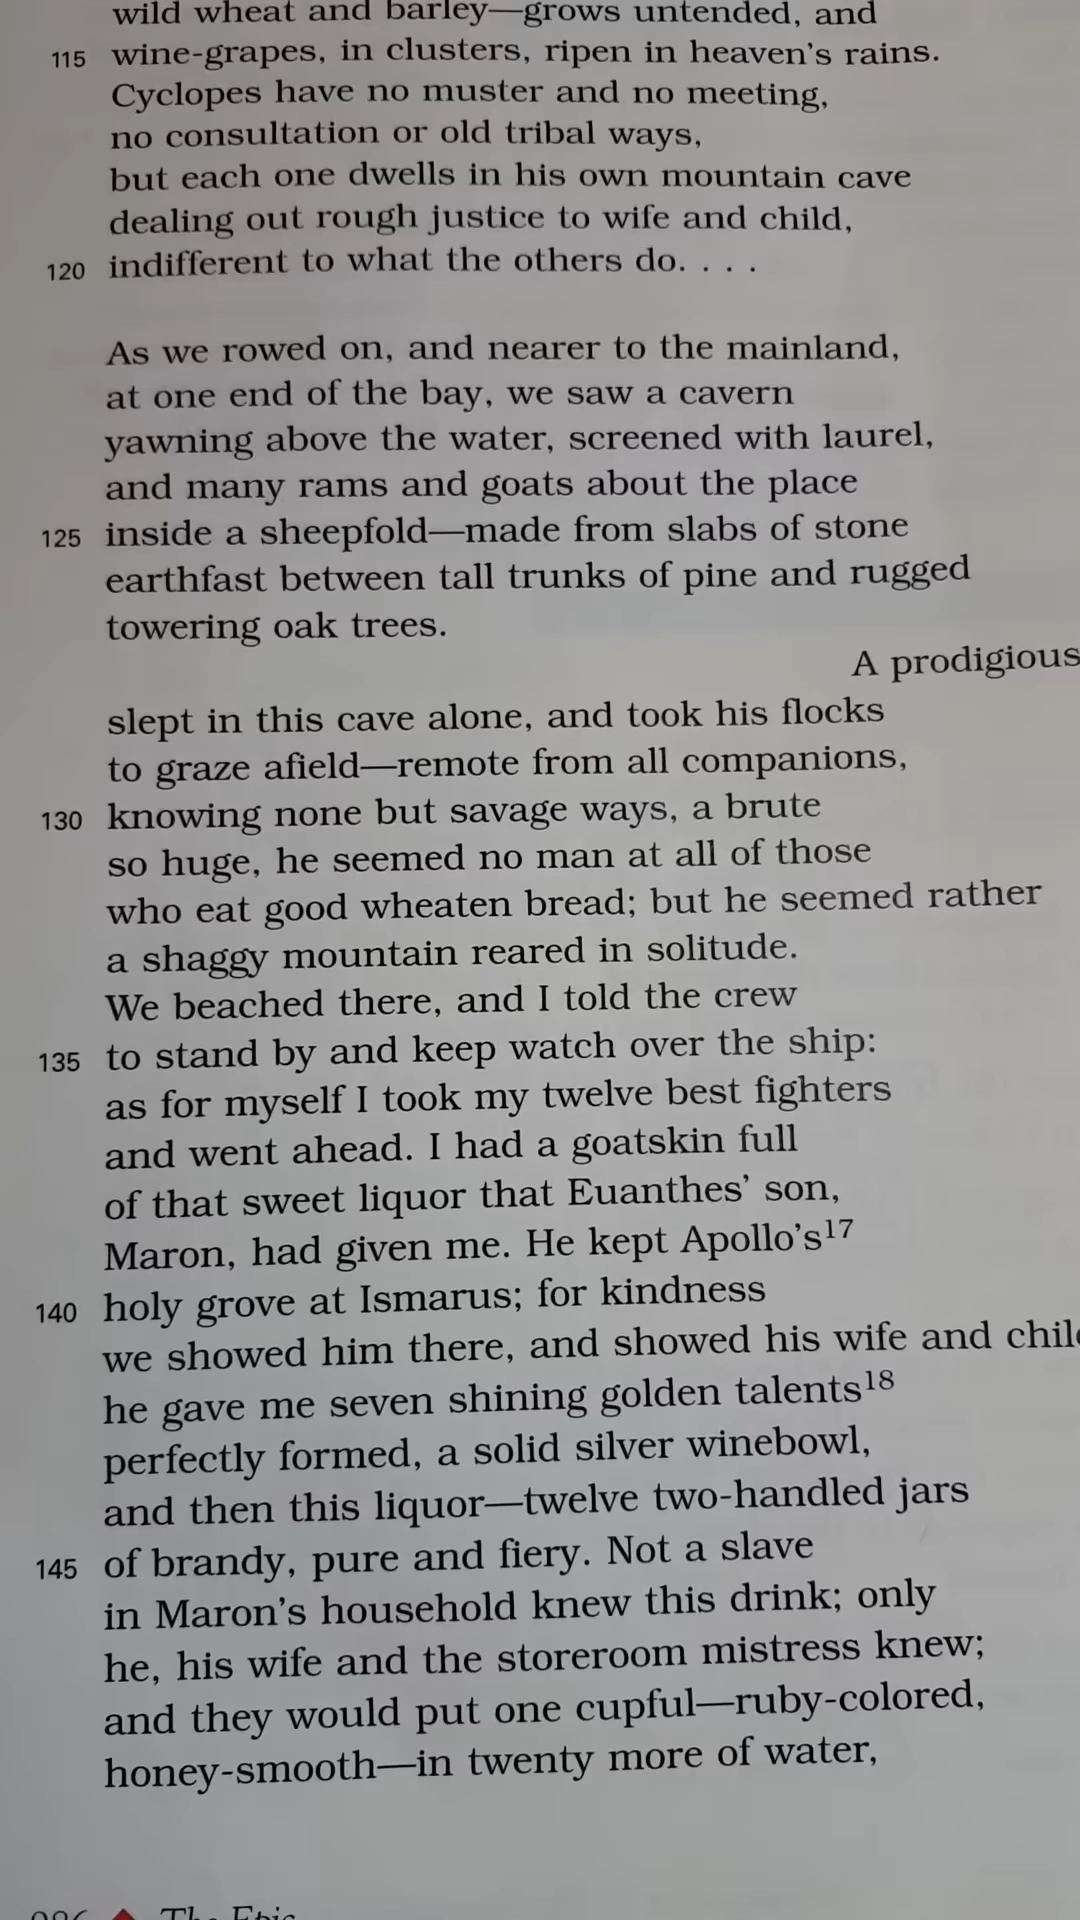 wild wheat and barley—grows untended, and
115 wine-grapes, in clusters, ripen in heaven's rains.
Cyclopes have no muster and no meeting,
no consultation or old tribal ways,
but each one dwells in his own mountain cave
dealing out rough justice to wife and child,
120 indifferent to what the others do. . . .
As we rowed on, and nearer to the mainland,
at one end of the bay, we saw a cavern
yawning above the water, screened with laurel,
and many rams and goats about the place
125 inside a sheepfold—made from slabs of stone
earthfast between tall trunks of pine and rugged
towering oak trees.
A prodigious
slept in this cave alone, and took his flocks
to graze afield—remote from all companions,
130 knowing none but savage ways, a brute
so huge, he seemed no man at all of those
who eat good wheaten bread; but he seemed rather
a shaggy mountain reared in solitude.
We beached there, and I told the crew
135 to stand by and keep watch over the ship:
as for myself I took my twelve best fighters
and went ahead. I had a goatskin full
of that sweet liquor that Euanthes' son,
Maron, had given me. He kept Apollo's17
140 holy grove at Ismarus; for kindness
we showed him there, and showed his wife and
he gave me seven shining golden talents18
perfectly formed, a solid silver winebowl,
and then this liquor—twelve two-handled jars
145 of brandy, pure and fiery. Not a slave
in Maron's household knew this drink; only
he, his wife and the storeroom mistress knew;
and they would put one cupful—ruby-colored,
honey-smooth—in twenty more of water,
The Epic